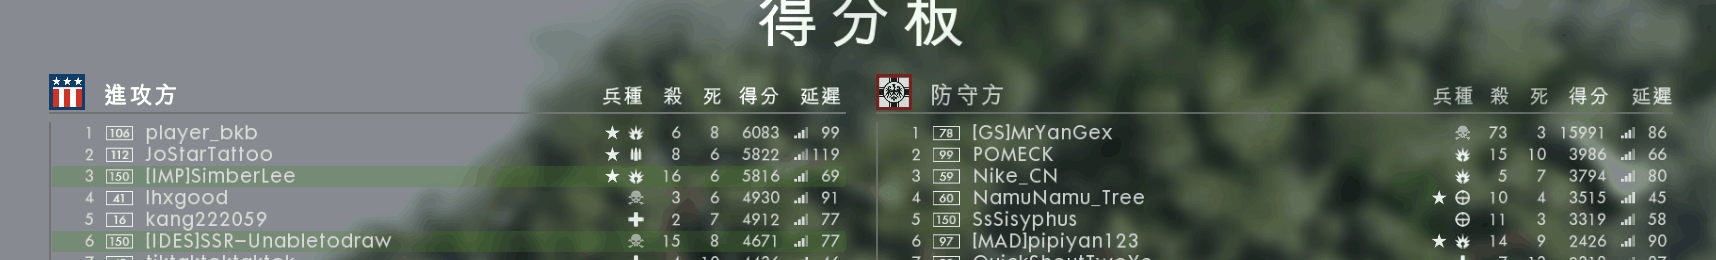 得分板
進攻方 兵種 殺 死 得分 延遲
1 106 player_bkb 6 8 6083 99
2 112 JoStarTattoo 8 6 5822 119
3 150 [IMP]SimberLee 16 6 5816 69
4 41 lhxgood 3 6 4930 91
5 16 kang222059 2 7 4912 77
6 150 [IDES]SSR-Unabletodraw 15 8 4671 77
防守方 兵種 殺 死 得分 延遲
1 78 [GS]MrYanGex 73 3 15991 86
2 99 POMECK 15 10 3986 66
3 59 Nike_CN 5 7 3794 80
4 60 NamuNamu_Tree 10 4 3515 45
5 150 SsSisyphus 11 3 3319 58
6 97 [MAD]pipiyan123 14 9 2426 90